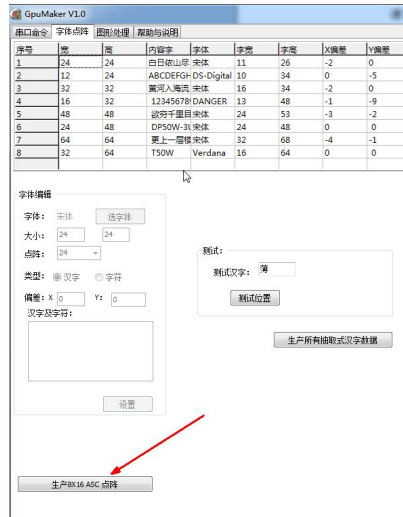 GpuMaker V1.0
串口命令 字体点阵 图形处理 帮助与说明
序号 宽 高 内容字 字体 字宽 字高 X偏差 Y偏差
1 24 24 白日依山尽 宋体 11 26 -2 0
2 12 24 ABCDEFGH DS-Digital 10 34 0 -5
3 32 32 黄河入海流 宋体 16 34 -2 0
4 16 32 12345678 DANGER 13 48 -1 -9
5 48 48 欲穷千里目 宋体 24 53 -3 -2
6 24 48 DP50W-3 宋体 24 48 0 0
7 64 64 更上一层楼 宋体 32 68 -4 -1
8 32 64 T50W Verdana 16 64 0 0
字体编辑
字体: 宋体 选字体
大小: 24 24
点阵: 24
类型: 汉字 字符
偏差: X 0 Y: 0
汉字及字符:
设置
测试:
测试汉字: 薄
测试位置
生产所有抽取式汉字数据
生产8X16 ASC 点阵